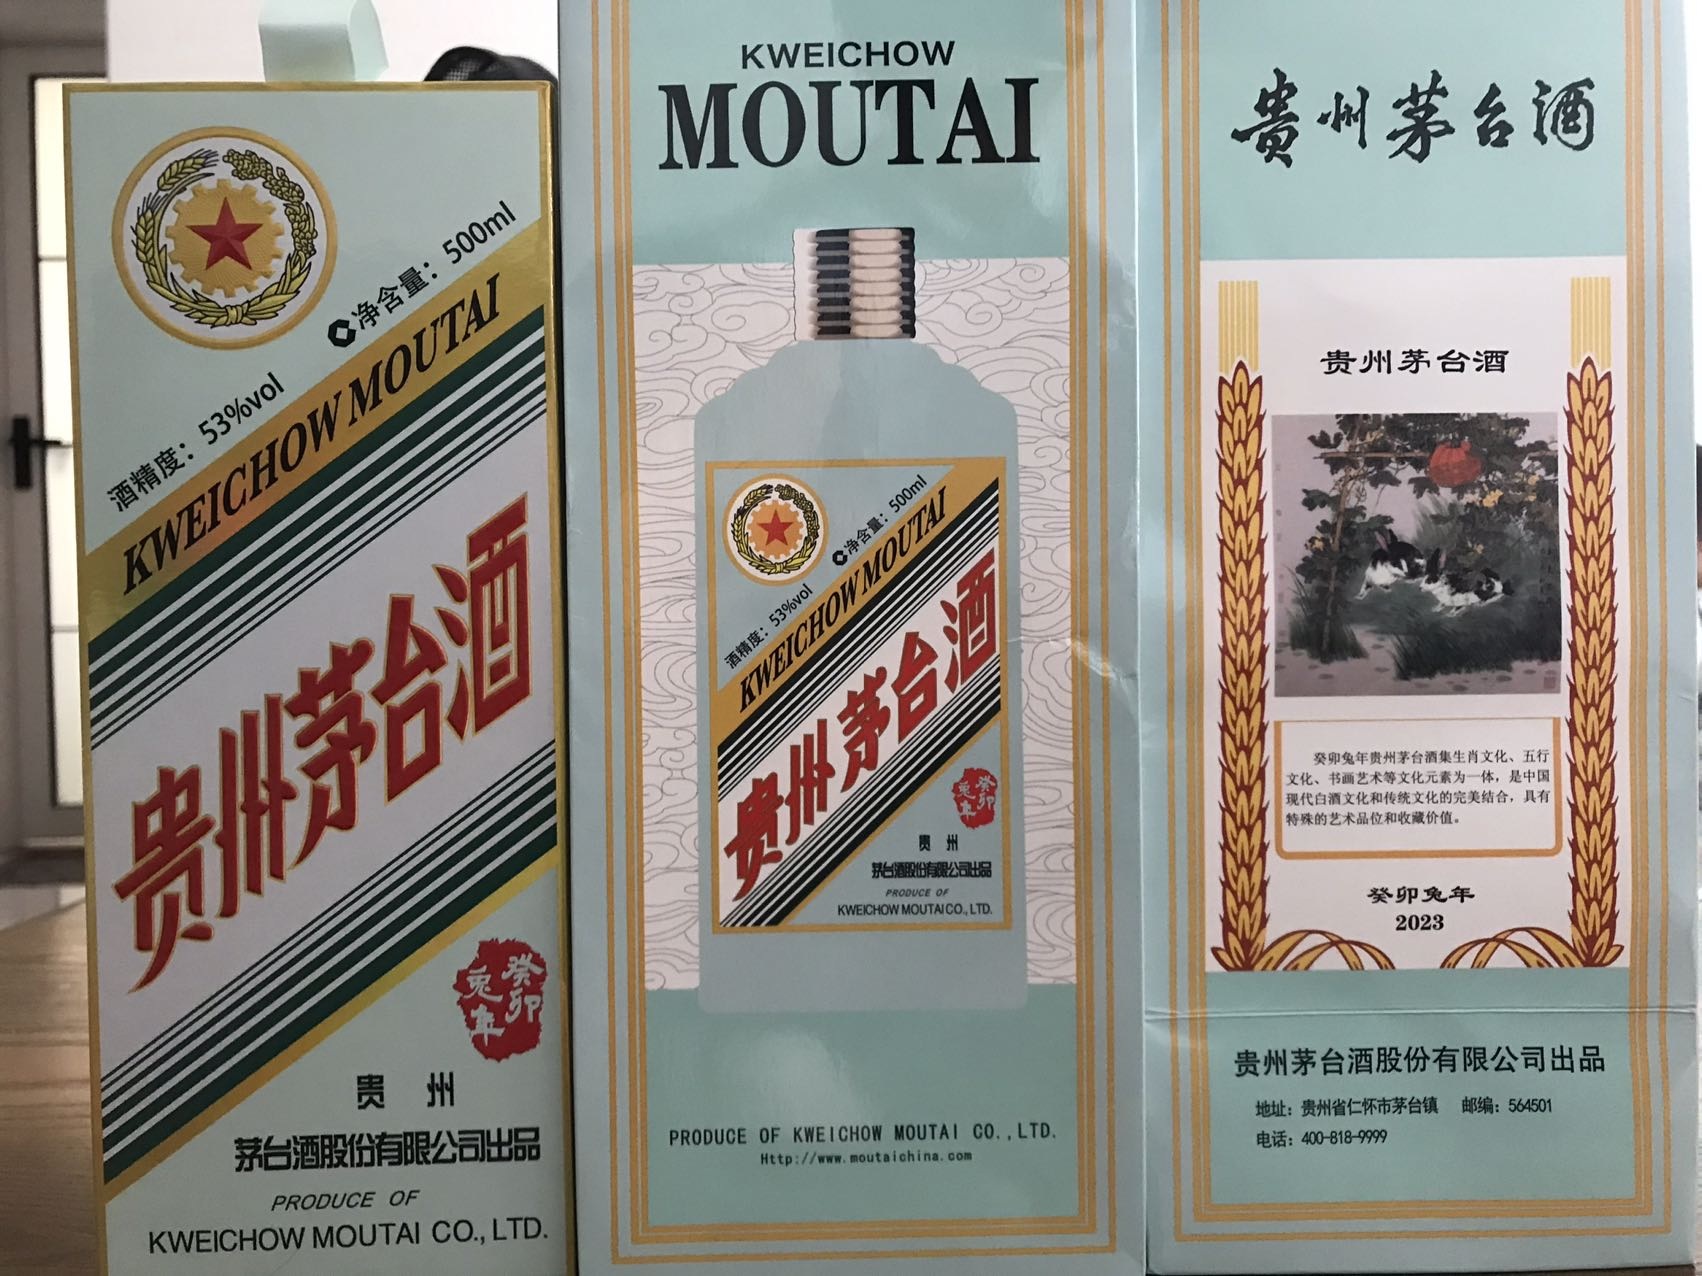 酒精度：53%vol 净含量：500ml
KWEICHOW MOUTAI
贵州茅台酒
癸卯
兔年
贵 州
茅台酒股份有限公司出品
PRODUCE OF
KWEICHOW MOUTAI CO., LTD.
KWEICHOW
MOUTAI
酒精度：53%vol 净含量：500ml
KWEICHOW MOUTAI
贵州茅台酒
癸卯
兔年
贵 州
茅台酒股份有限公司出品
PRODUCE OF
KWEICHOW MOUTAI CO., LTD.
PRODUCE OF KWEICHOW MOUTAI CO.,LTD.
Http://www.moutaichina.com
贵州茅台酒
贵州茅台酒
癸卯兔年贵州茅台酒集生肖文化、五行
文化、书画艺术等文化元素为一体，是中国
现代白酒文化和传统文化的完美结合，具有
特殊的艺术品位和收藏价值。
癸卯兔年
2023
贵州茅台酒股份有限公司出品
地址：贵州省仁怀市茅台镇 邮编：564501
电话：400-818-9999